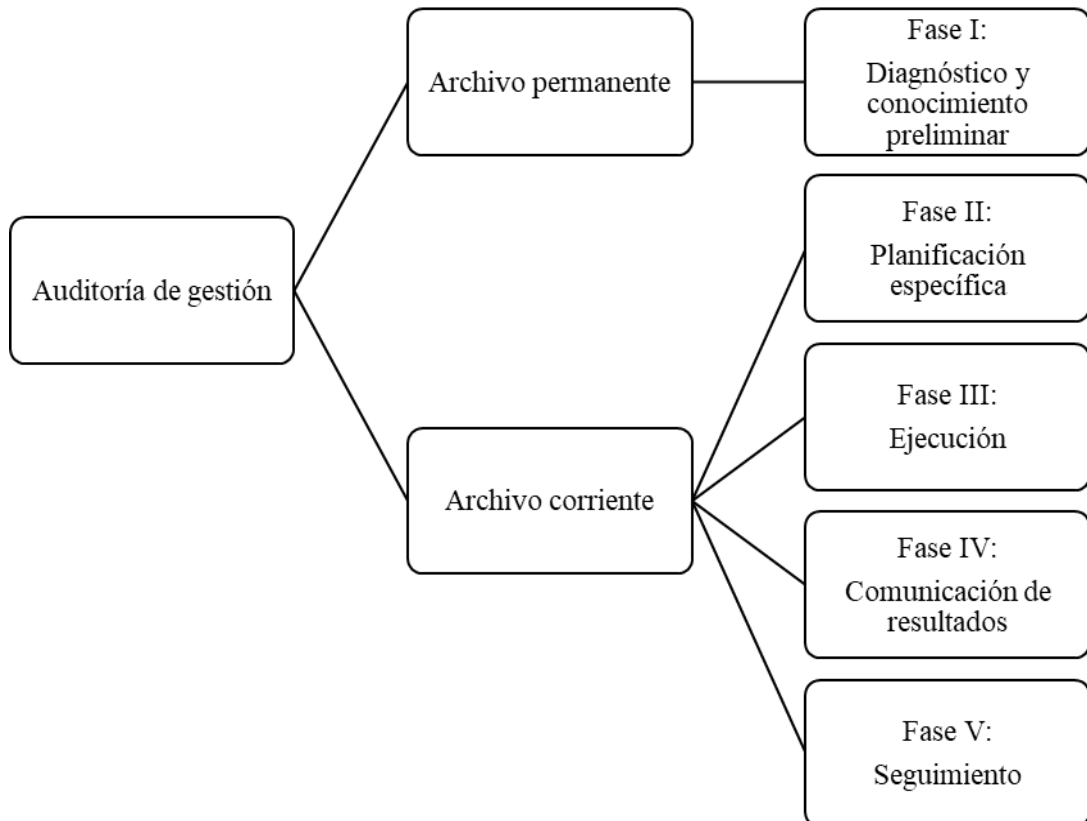 Auditoría de gestión
Archivo permanente
Archivo corriente
Fase I:
Diagnóstico y
conocimiento
preliminar
Fase II:
Planificación
específica
Fase III:
Ejecución
Fase IV:
Comunicación de
resultados
Fase V:
Seguimiento